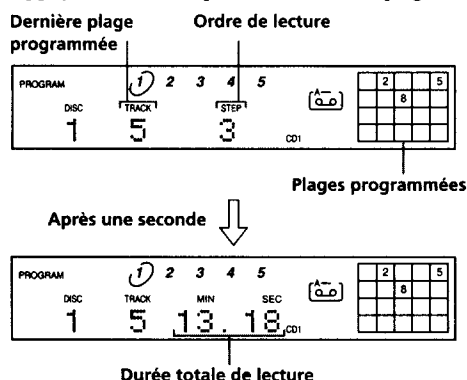 Dernière plage programmée
Ordre de lecture
PROGRAM 1 2 3 4 5
DISC TRACK STEP
1 5 3 CD1
A
2 5
8
Plages programmées
Après une seconde
PROGRAM 1 2 3 4 5
DISC TRACK MIN SEC
1 5 13.18 CD1
A
2 5
8
Durée totale de lecture